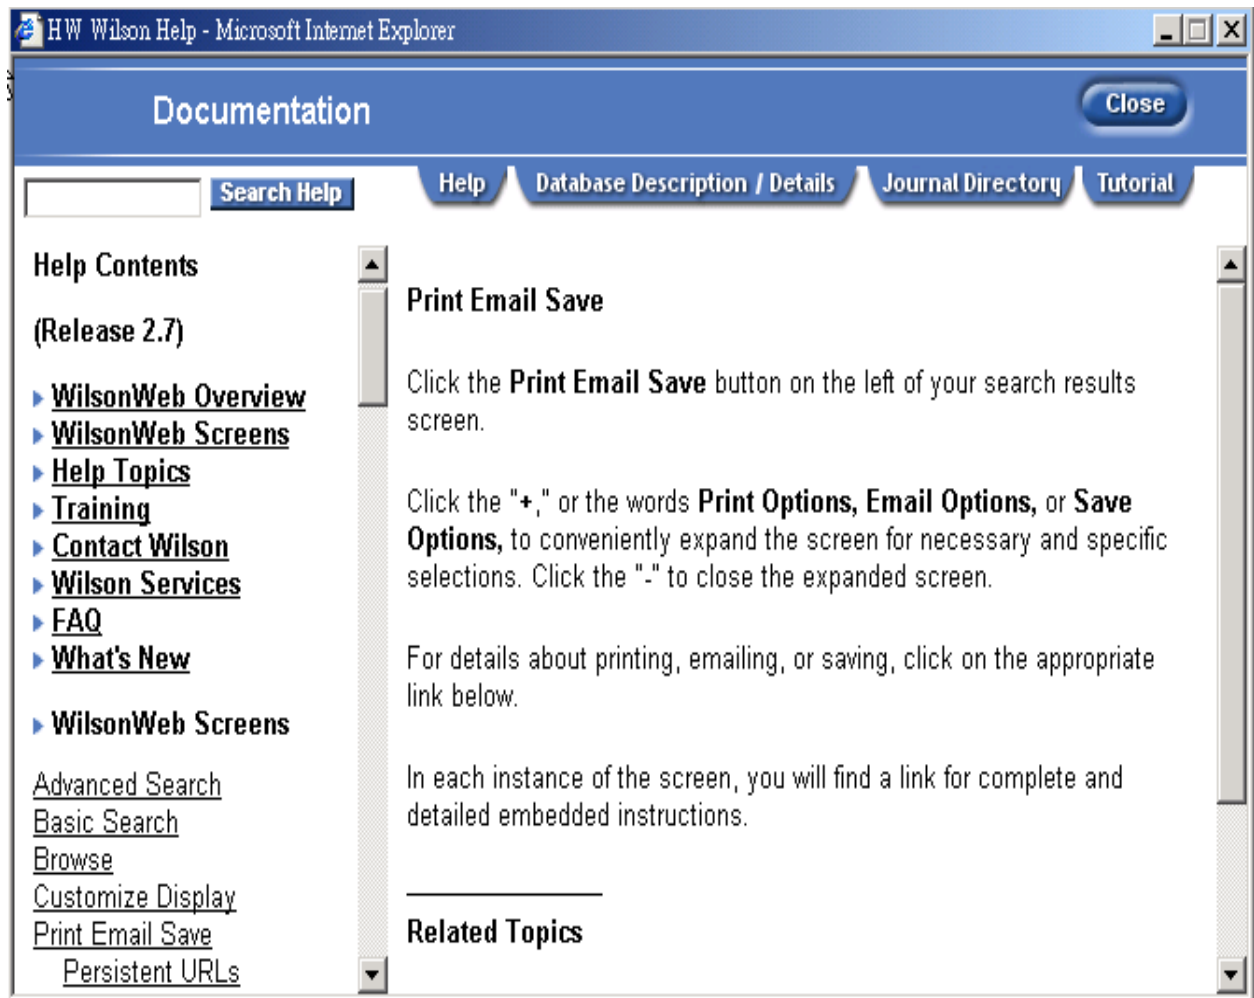 HW Wilson Help - Microsoft Internet Explorer
Documentation
Close
Search Help
Help
Database Description / Details
Journal Directory
Tutorial
Help Contents
(Release 2.7)
WilsonWeb Overview
WilsonWeb Screens
Help Topics
Training
Contact Wilson
Wilson Services
FAQ
What's New
WilsonWeb Screens
Advanced Search
Basic Search
Browse
Customize Display
Print Email Save
Persistent URLs
Print Email Save
Click the Print Email Save button on the left of your search results
screen.
Click the "+," or the words Print Options, Email Options, or Save
Options, to conveniently expand the screen for necessary and specific
selections. Click the "-" to close the expanded screen.
For details about printing, emailing, or saving, click on the appropriate
link below.
In each instance of the screen, you will find a link for complete and
detailed embedded instructions.
Related Topics